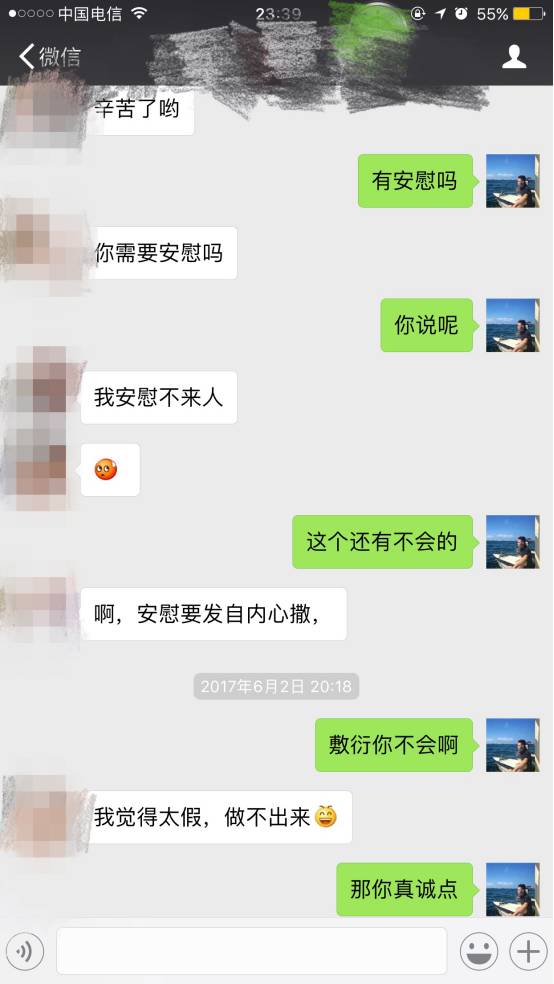 中国电信
23:39
55%
微信
辛苦了哟
有安慰吗
你需要安慰吗
你说呢
我安慰不来人
这个还有不会的
啊，安慰要发自内心撒，
2017年6月2日 20:18
敷衍你不会啊
我觉得太假，做不出来
那你真诚点